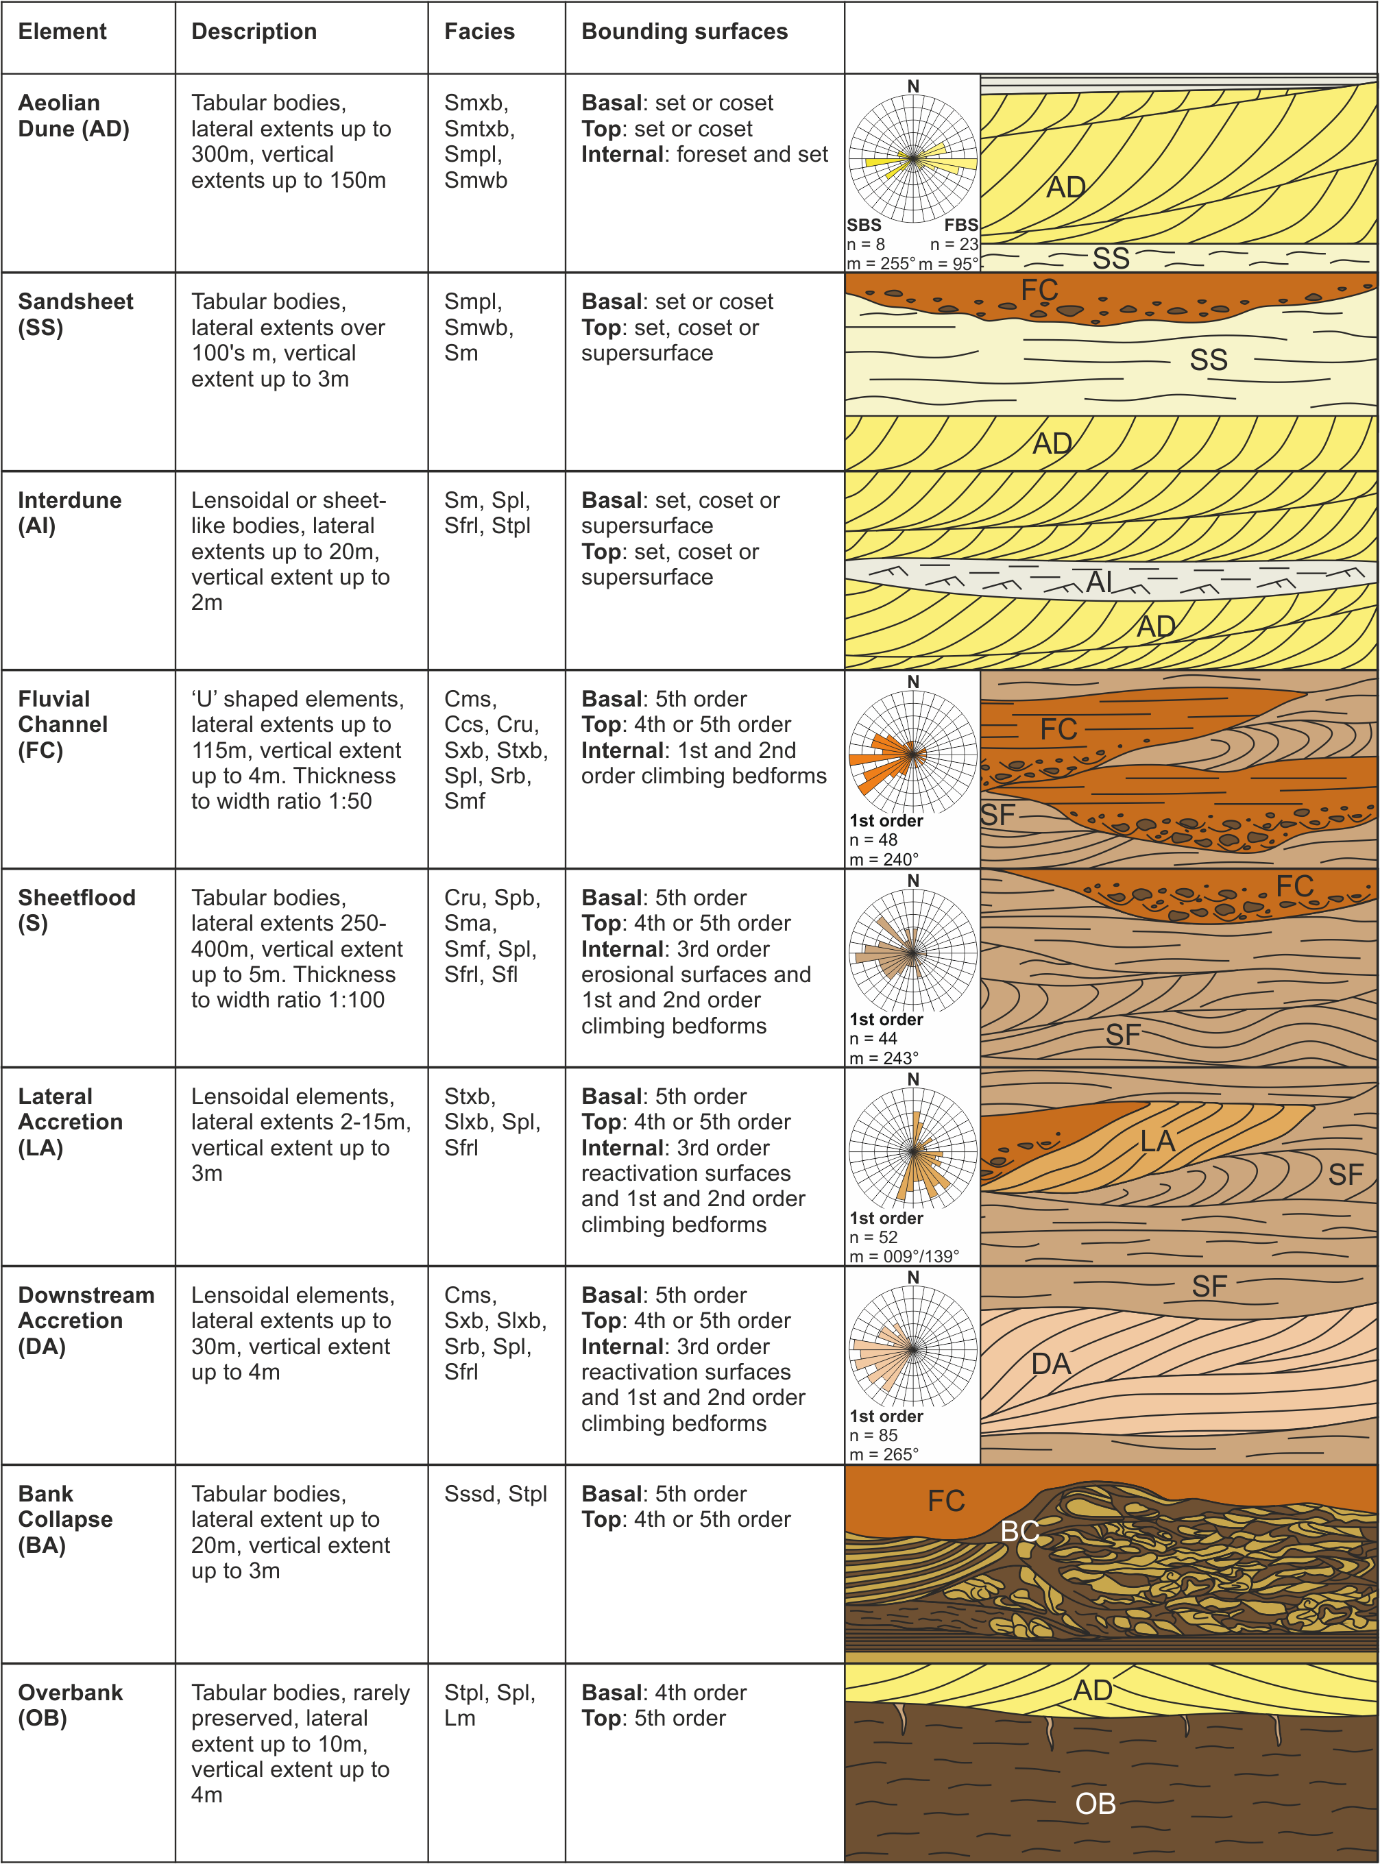 Element
Description
Facies
Bounding surfaces
Aeolian
Dune (AD)
Tabular bodies,
lateral extents up to
300m, vertical
extents up to 150m
Smxb,
Smtxb,
Smpl,
Smwb
Basal: set or coset
Top: set or coset
Internal: foreset and set
N
SBS FBS
n = 8 n = 23
m = 255° m = 95°
AD
SS
Sandsheet
(SS)
Tabular bodies,
lateral extents over
100's m, vertical
extent up to 3m
Smpl,
Smwb,
Sm
Basal: set or coset
Top: set, coset or
supersurface
FC
SS
AD
Interdune
(AI)
Lensoidal or sheet-
like bodies, lateral
extents up to 20m,
vertical extent up to
2m
Sm, Spl,
Sfrl, Stpl
Basal: set, coset or
supersurface
Top: set, coset or
supersurface
AI
AD
Fluvial
Channel
(FC)
‘U’ shaped elements,
lateral extents up to
115m, vertical extent
up to 4m. Thickness
to width ratio 1:50
Cms,
Ccs, Cru,
Sxb, Stxb,
Spl, Srb,
Smf
Basal: 5th order
Top: 4th or 5th order
Internal: 1st and 2nd
order climbing bedforms
N
1st order
n = 48
m = 240°
FC
SF
Sheetflood
(S)
Tabular bodies,
lateral extents 250-
400m, vertical extent
up to 5m. Thickness
to width ratio 1:100
Cru, Spb,
Sma,
Smf, Spl,
Sfrl, Sfl
Basal: 5th order
Top: 4th or 5th order
Internal: 3rd order
erosional surfaces and
1st and 2nd order
climbing bedforms
N
1st order
n = 44
m = 243°
FC
SF
Lateral
Accretion
(LA)
Lensoidal elements,
lateral extents 2-15m,
vertical extent up to
3m
Stxb,
Slxb, Spl,
Sfrl
Basal: 5th order
Top: 4th or 5th order
Internal: 3rd order
reactivation surfaces
and 1st and 2nd order
climbing bedforms
N
1st order
n = 52
m = 009°/139°
LA
SF
Downstream
Accretion
(DA)
Lensoidal elements,
lateral extents up to
30m, vertical extent
up to 4m
Cms,
Sxb, Slxb,
Srb, Spl,
Sfrl
Basal: 5th order
Top: 4th or 5th order
Internal: 3rd order
reactivation surfaces
and 1st and 2nd order
climbing bedforms
N
1st order
n = 85
m = 265°
SF
DA
Bank
Collapse
(BA)
Tabular bodies,
lateral extent up to
20m, vertical extent
up to 3m
Sssd, Stpl
Basal: 5th order
Top: 4th or 5th order
FC
BC
Overbank
(OB)
Tabular bodies, rarely
preserved, lateral
extent up to 10m,
vertical extent up to
4m
Stpl, Spl,
Lm
Basal: 4th order
Top: 5th order
AD
OB